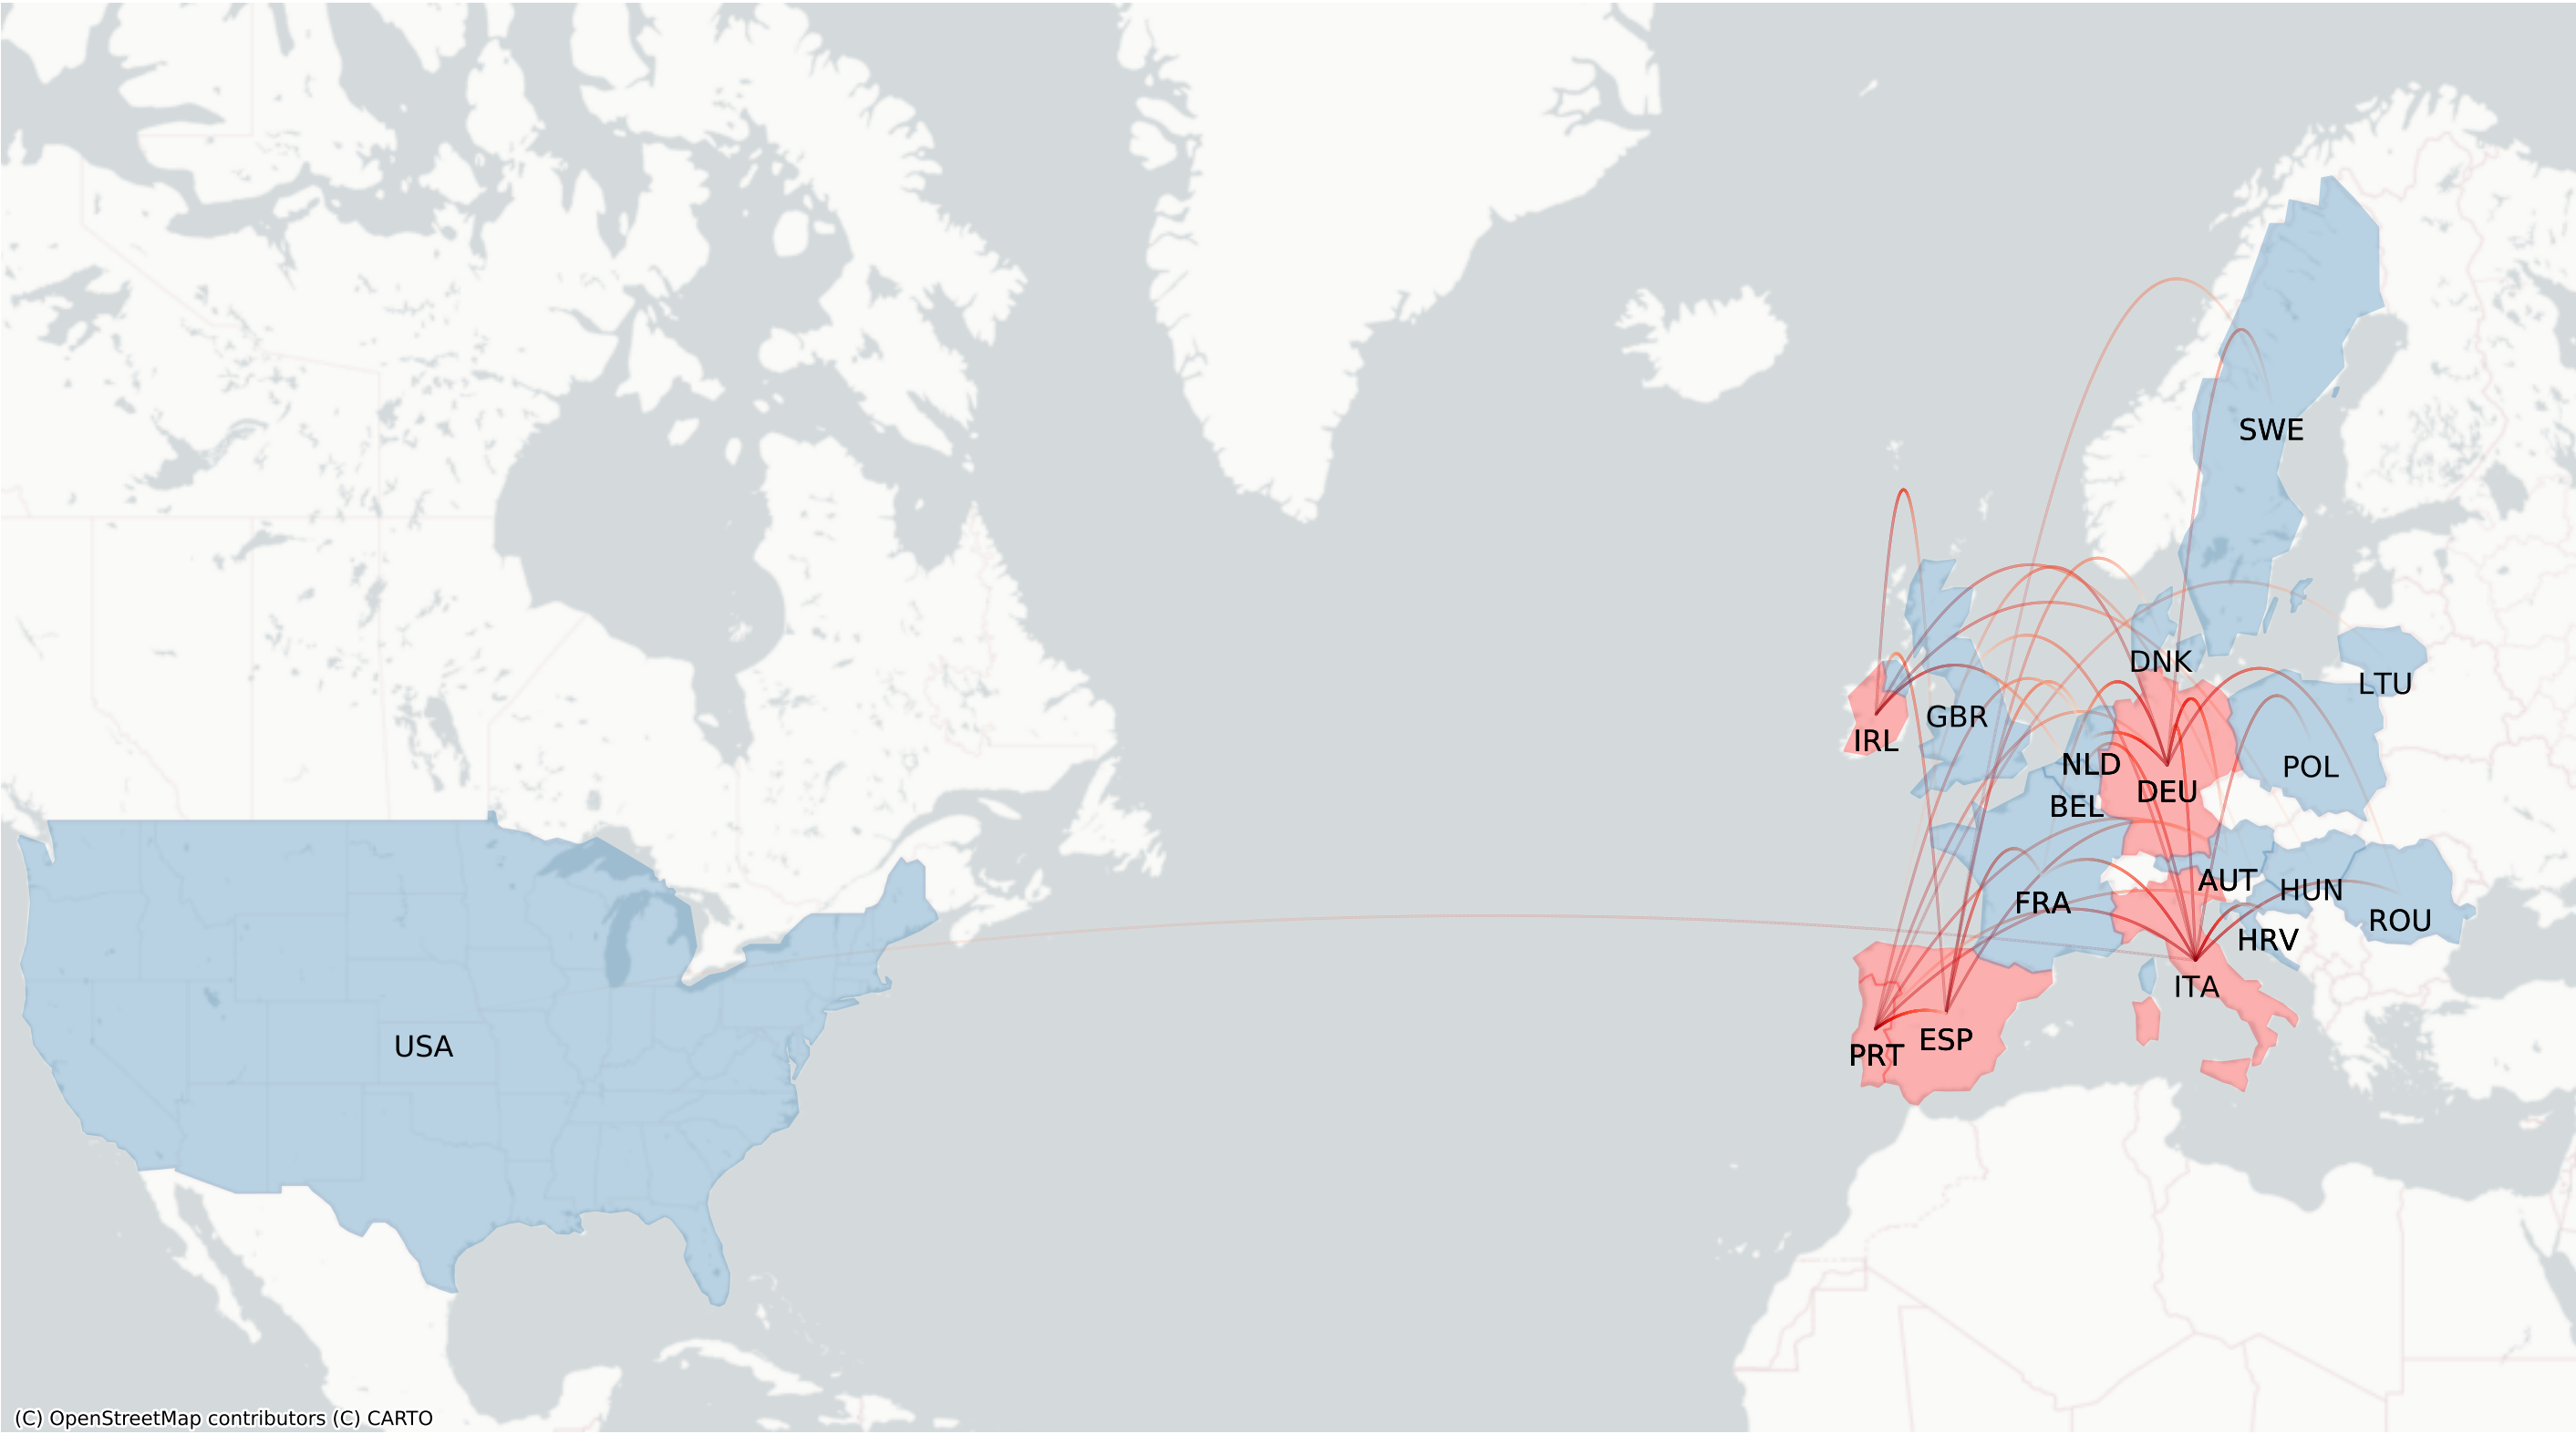 SWE
DNK
LTU
GBR
IRL
NLD
POL
DEU
BEL
AUT
HUN
FRA
ROU
HRV
ITA
ESP
USA
PRT
(C) OpenStreetMap contributors (C) CARTO